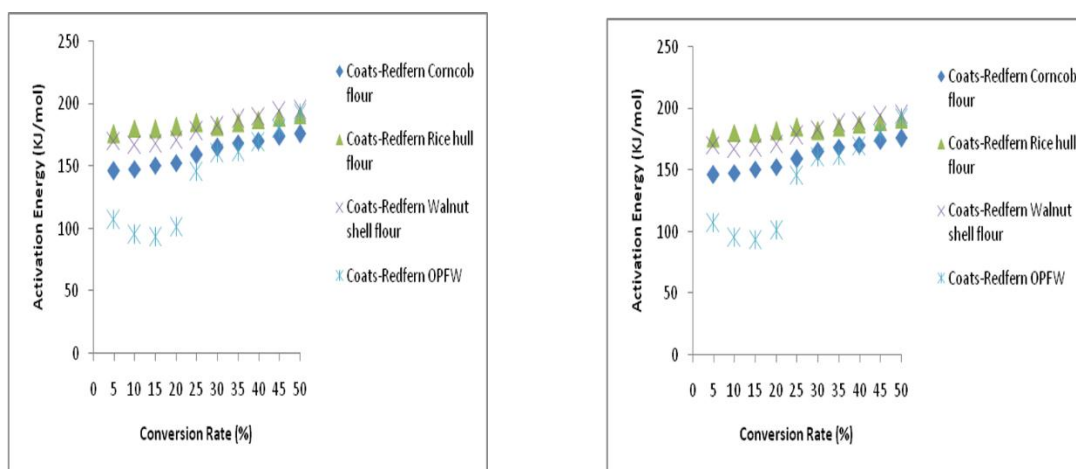 250
200
150
100
50
0
Activation Energy (KJ/mol)
0 5 10 15 20 25 30 35 40 45 50
Conversion Rate (%)
Coats-Redfern Corncob
flour
Coats-Redfern Rice hull
flour
Coats-Redfern Walnut
shell flour
Coats-Redfern OPFW
250
200
150
100
50
0
Activation Energy (KJ/mol)
0 5 10 15 20 25 30 35 40 45 50
Conversion Rate (%)
Coats-Redfern Corncob
flour
Coats-Redfern Rice hull
flour
Coats-Redfern Walnut
shell flour
Coats-Redfern OPFW